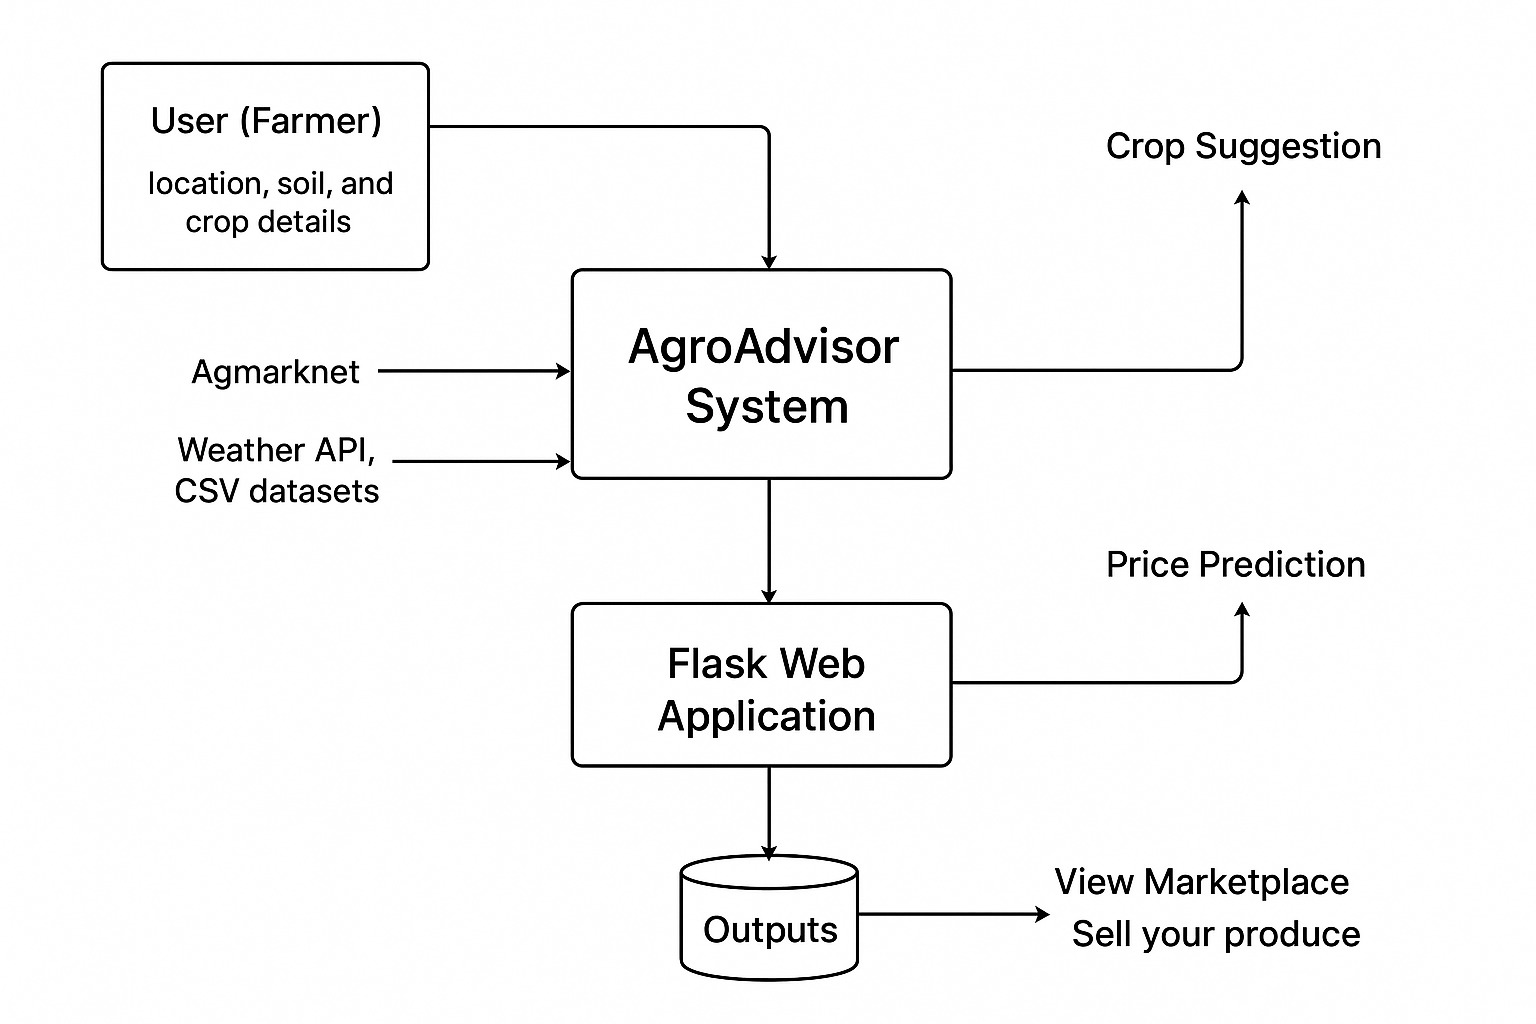 User (Farmer)
location, soil, and
crop details
Crop Suggestion
AgroAdvisor
System
Agmarknet
Weather API,
CSV datasets
Price Prediction
Flask Web
Application
Outputs
View Marketplace
Sell your produce